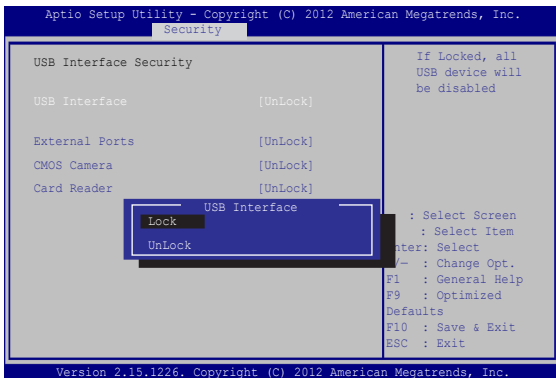 Aptio Setup Utility - Copyright (C) 2012 American Megatrends, Inc.
Security
USB Interface Security
USB Interface [UnLock]
External Ports [UnLock]
CMOS Camera [UnLock]
Card Reader [UnLock]
USB Interface
Lock
UnLock
If Locked, all
USB device will
be disabled
: Select Screen
: Select Item
nter: Select
/— : Change Opt.
F1 : General Help
F9 : Optimized
Defaults
F10 : Save & Exit
ESC : Exit
Version 2.15.1226. Copyright (C) 2012 American Megatrends, Inc.